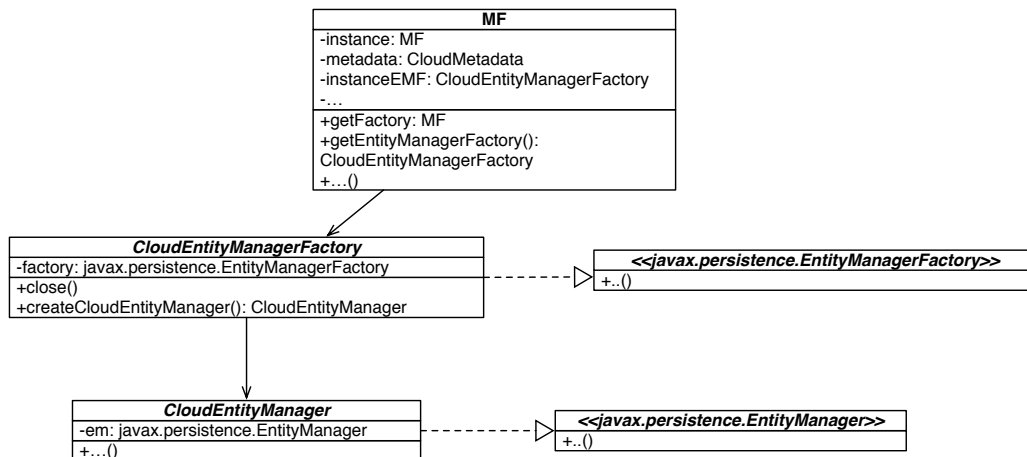 MF
-instance: MF
-metadata: CloudMetadata
-instanceEMF: CloudEntityManagerFactory
-...
+getFactory: MF
+getEntityManagerFactory():
CloudEntityManagerFactory
+...()
CloudEntityManagerFactory
-factory: javax.persistence.EntityManagerFactory
+close()
+createCloudEntityManager(): CloudEntityManager
<<javax.persistence.EntityManagerFactory>>
+..()
CloudEntityManager
-em: javax.persistence.EntityManager
+...()
<<javax.persistence.EntityManager>>
+..()